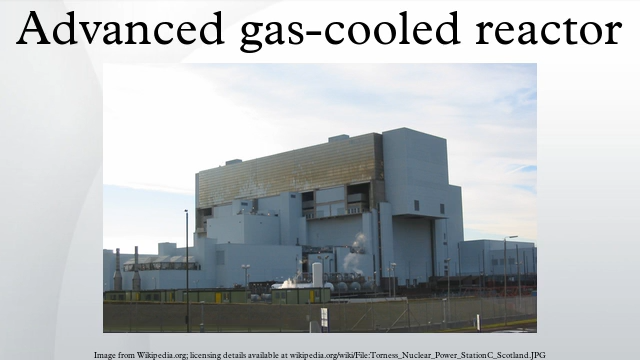 Advanced gas-cooled reactor
Image from Wikipedia.org; licensing details available at wikipedia.org/wiki/File:Torness_Nuclear_Power_StationC_Scotland.JPG